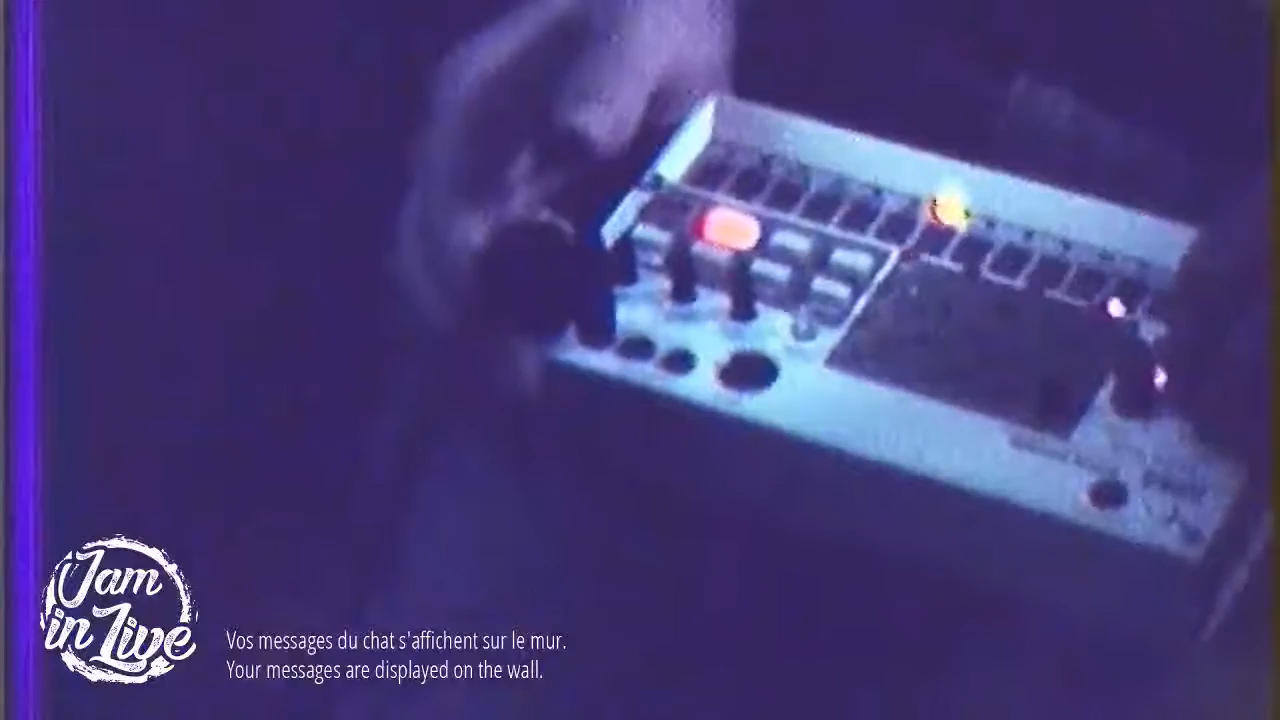 Jam
in Live
Vos messages du chat s'affichent sur le mur.
Your messages are displayed on the wall.